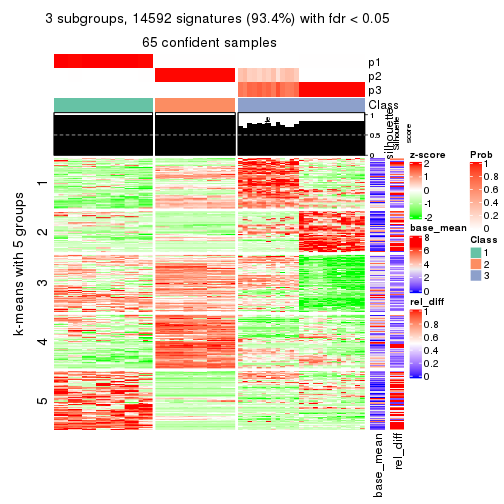 3 subgroups, 14592 signatures (93.4%) with fdr < 0.05
65 confident samples
p1
p2
p3
Class
1
0.5
0
silhouette
Silhouette
score
k-means with 5 groups
1
2
3
4
5
base_mean
rel_diff
z-score
2
1
0
-1
-2
base_mean
8
6
4
2
0
rel_diff
1
0.8
0.5
0.2
0
Prob
1
0.8
0.6
0.4
0.2
0
Class
1
2
3